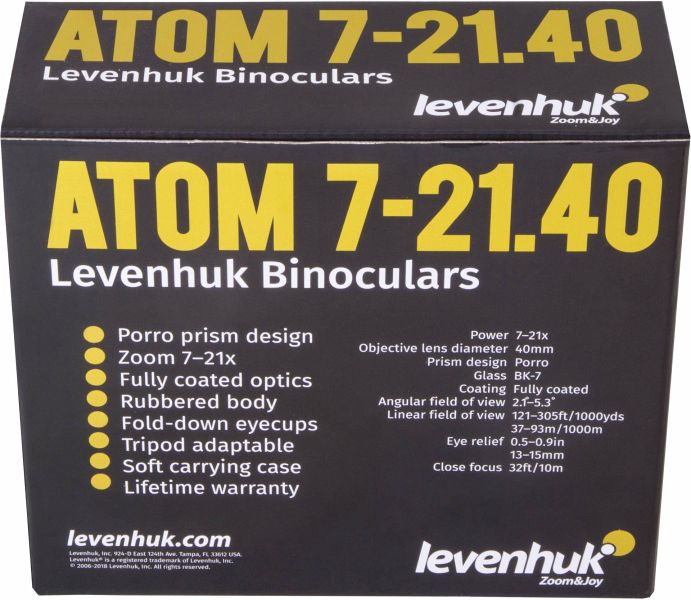 ATOM 7-21.40
Levenhuk Binoculars
levenhuk
Zoom&Joy
ATOM 7-21.40
Levenhuk Binoculars
Porro prism design
Zoom 7–21x
Fully coated optics
Rubbered body
Fold-down eyecups
Tripod adaptable
Soft carrying case
Lifetime warranty
Power 7–21x
Objective lens diameter 40mm
Prism design Porro
Glass BK-7
Coating Fully coated
Angular field of view 2.1–5.3°
Linear field of view 121–305ft/1000yds
37–93m/1000m
Eye relief 0.5–0.9in
13–15mm
Close focus 32ft/10m
levenhuk.com
Levenhuk, Inc. 924-D East 124th Ave. Tampa, FL 33612 USA.
Levenhuk® is a registered trademark of Levenhuk, Inc.
© 2006-2018 Levenhuk, Inc. All rights reserved.
levenhuk
Zoom&Joy